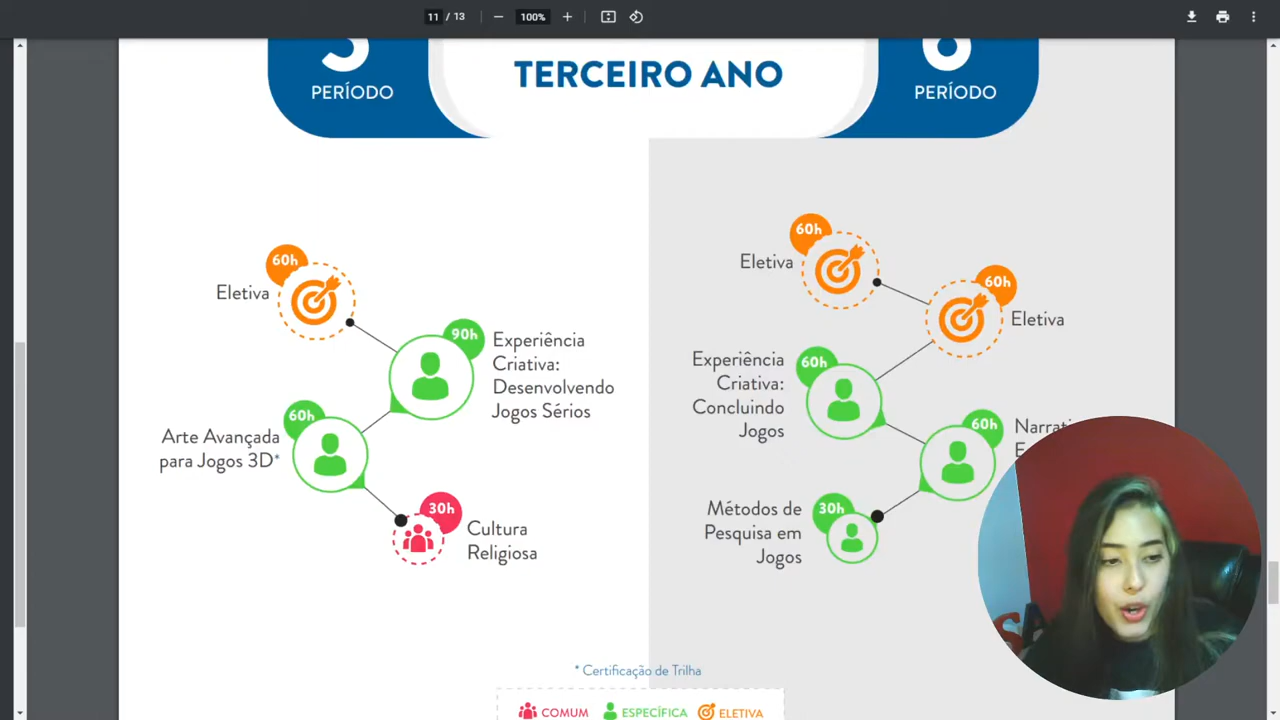 11 / 13
100%
5
PERÍODO
TERCEIRO ANO
6
PERÍODO
60h
Eletiva
90h
Experiência
Criativa:
Desenvolvendo
Jogos Sérios
60h
Arte Avançada
para Jogos 3D*
30h
Cultura
Religiosa
60h
Eletiva
60h
Eletiva
60h
Experiência
Criativa:
Concluindo
Jogos
60h
30h
Métodos de
Pesquisa em
Jogos
* Certificação de Trilha
COMUM
ESPECÍFICA
ELETIVA